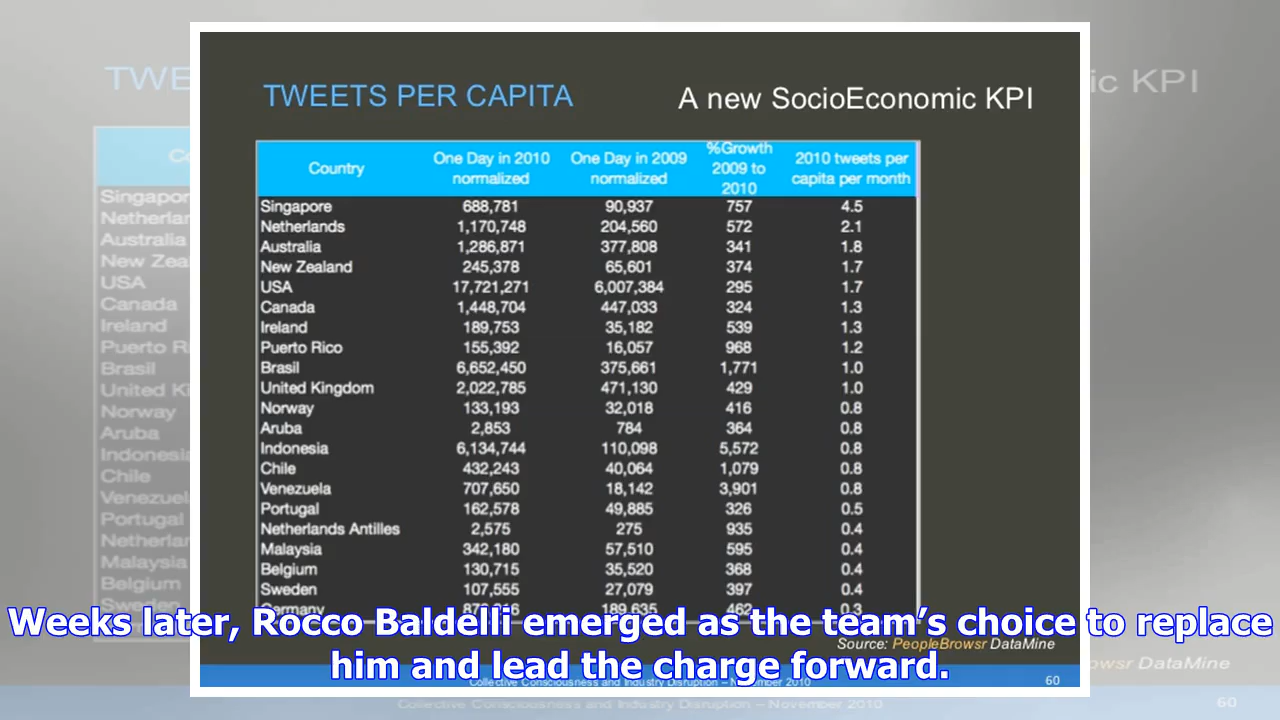 TWEETS PER CAPITA
A new SocioEconomic KPI
Country One Day in 2010 normalized One Day in 2009 normalized %Growth 2009 to 2010 2010 tweets per capita per month
Singapore 688,781 90,937 757 4.5
Netherlands 1,170,748 204,560 572 2.1
Australia 1,286,871 377,808 341 1.8
New Zealand 245,378 65,601 374 1.7
USA 17,721,271 6,007,384 295 1.7
Canada 1,448,704 447,033 324 1.3
Ireland 189,753 35,182 539 1.3
Puerto Rico 155,392 16,057 968 1.2
Brasil 6,652,450 375,661 1,771 1.0
United Kingdom 2,022,785 471,130 429 1.0
Norway 133,193 32,018 416 0.8
Aruba 2,853 784 364 0.8
Indonesia 6,134,744 110,098 5,572 0.8
Chile 432,243 40,064 1,079 0.8
Venezuela 707,650 18,142 3,901 0.8
Portugal 162,578 49,885 326 0.5
Netherlands Antilles 2,575 275 935 0.4
Malaysia 342,180 57,510 595 0.4
Belgium 130,715 35,520 368 0.4
Sweden 107,555 27,079 397 0.4
Germany 189,635 462 0.3
Weeks later, Rocco Baldelli emerged as the team's choice to replace
him and lead the charge forward.
Source: PeopleBrowsr DataMine
Collective Consciousness and Industry Disruption – November 2010 60